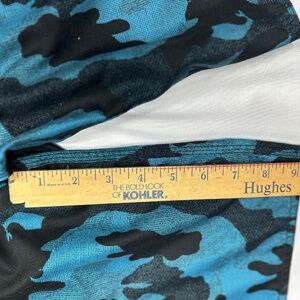 1 2 3 4 5 6 7 8 9
THE BOLD LOOK
OF KOHLER.
Hughes